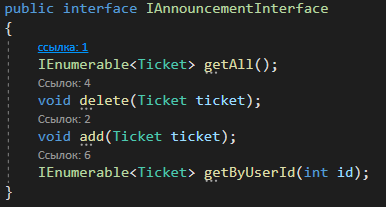 public interface IAnnouncementInterface
{
ссылка: 1
IEnumerable<Ticket> getAll();
Ссылок: 4
void delete(Ticket ticket);
Ссылок: 2
void add(Ticket ticket);
Ссылок: 6
IEnumerable<Ticket> getByUserId(int id);
}